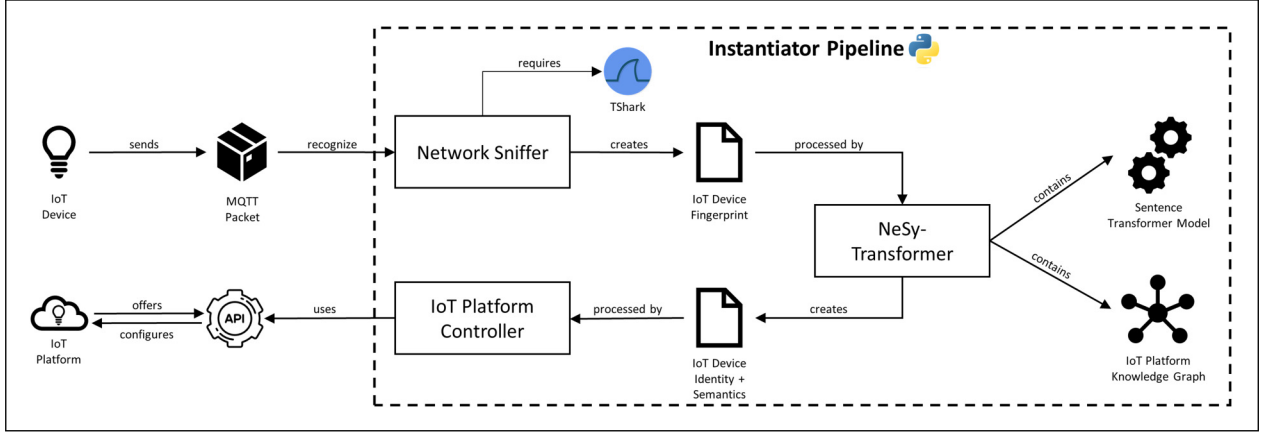 Instantiator Pipeline
requires
TShark
sends
recognize
Network Sniffer
creates
processed by
IoT
Device
MQTT
Packet
IoT Device
Fingerprint
contains
Sentence
Transformer Model
NeSy-
Transformer
contains
IoT Platform
Knowledge Graph
offers
configures
IoT
Platform
API
uses
IoT Platform
Controller
processed by
creates
IoT Device
Identity +
Semantics